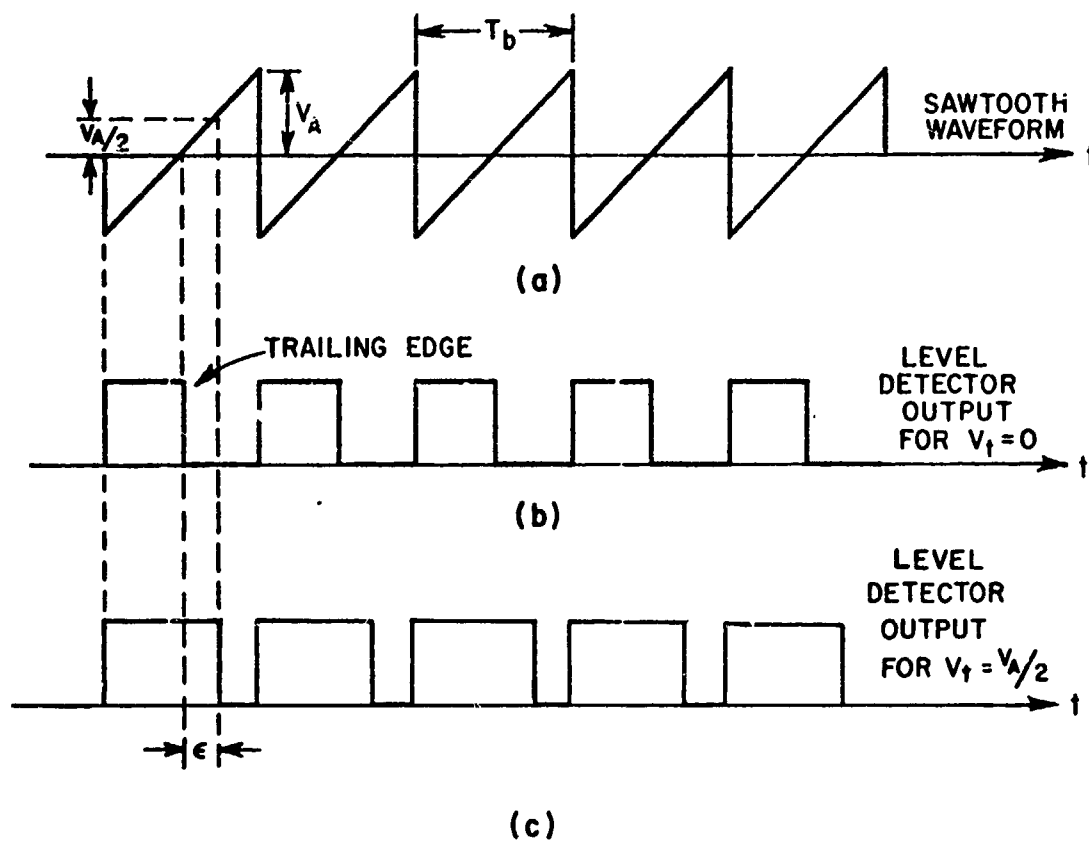 T_b
V_A/2
V_A
SAWTOOTH
WAVEFORM
t
(a)
TRAILING EDGE
LEVEL
DETECTOR
OUTPUT
FOR V_t = 0
t
(b)
LEVEL
DETECTOR
OUTPUT
FOR V_t = V_A/2
t
ϵ
(c)